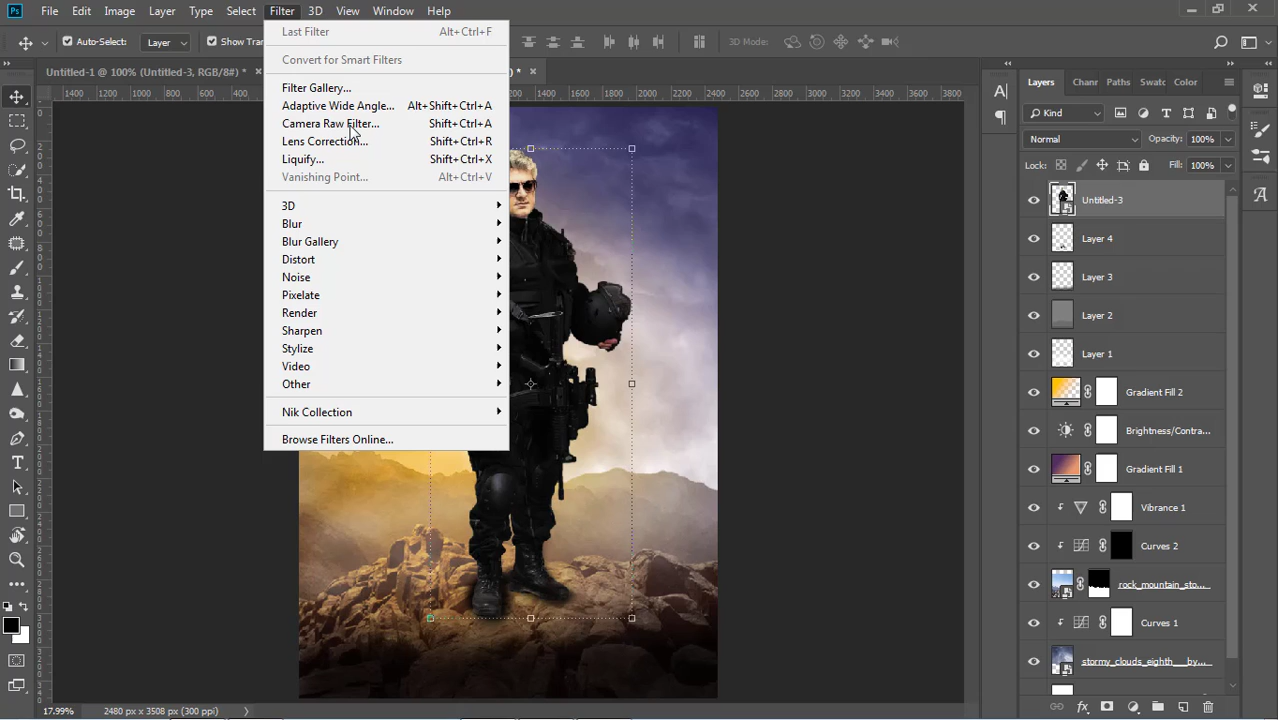 Ps File Edit Image Layer Type Select Filter 3D View Window Help
Auto-Select: Layer Show Tra 3D Mode:
Untitled-1 @ 100% (Untitled-3, RGB/8#) * × ) * ×
Last Filter Alt+Ctrl+F
Convert for Smart Filters
Filter Gallery...
Adaptive Wide Angle... Alt+Shift+Ctrl+A
Camera Raw Filter... Shift+Ctrl+A
Lens Correction... Shift+Ctrl+R
Liquify... Shift+Ctrl+X
Vanishing Point... Alt+Ctrl+V
3D
Blur
Blur Gallery
Distort
Noise
Pixelate
Render
Sharpen
Stylize
Video
Other
Nik Collection
Browse Filters Online...
1400 1200 1000 800 600 400 1400 1600 1800 2000 2200 2400 2600 2800 3000 3200 3400 3600 3800
Layers Chanr Paths Swatc Color
Kind
Normal Opacity: 100%
Lock: Fill: 100%
Untitled-3
Layer 4
Layer 3
Layer 2
Layer 1
Gradient Fill 2
Brightness/Contra...
Gradient Fill 1
Vibrance 1
Curves 2
rock_mountain_sto...
Curves 1
stormy_clouds_eighth___by...
17.99% 2480 px x 3508 px (300 ppi)